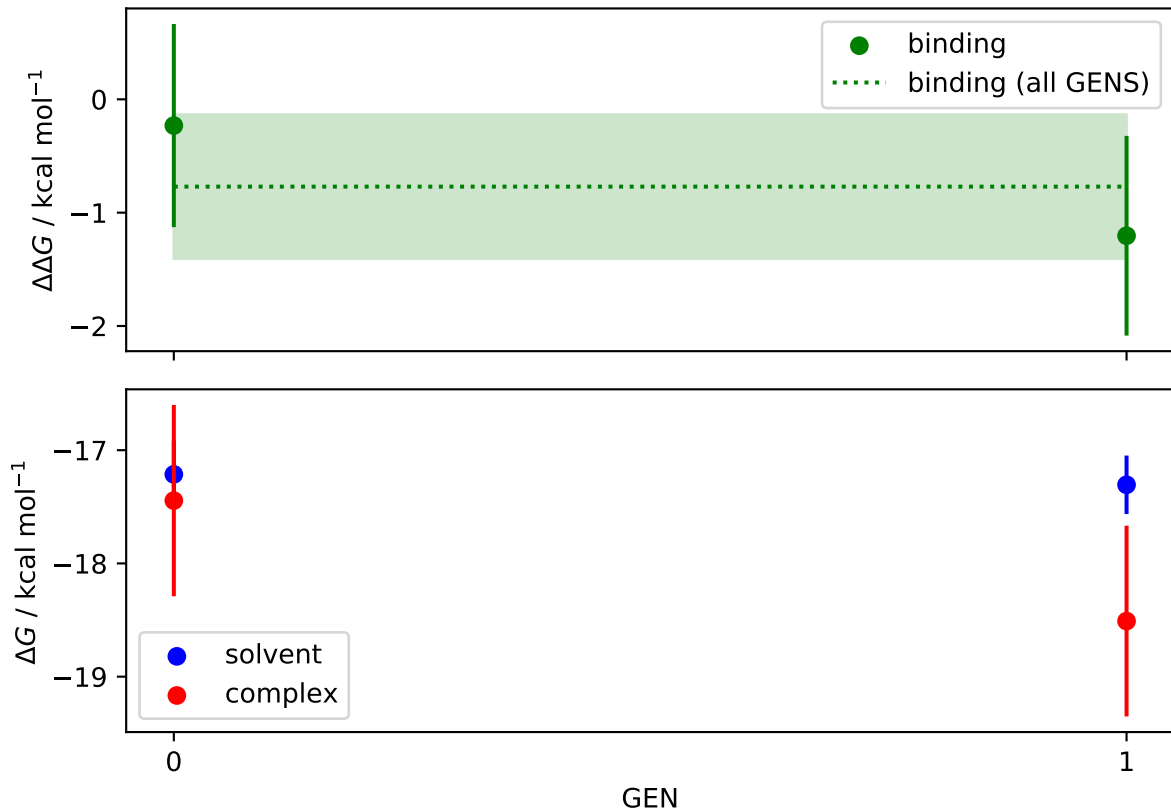 binding
binding (all GENS)
0
−1
−2
ΔΔG / kcal mol⁻¹
−17
−18
−19
ΔG / kcal mol⁻¹
solvent
complex
0
1
GEN